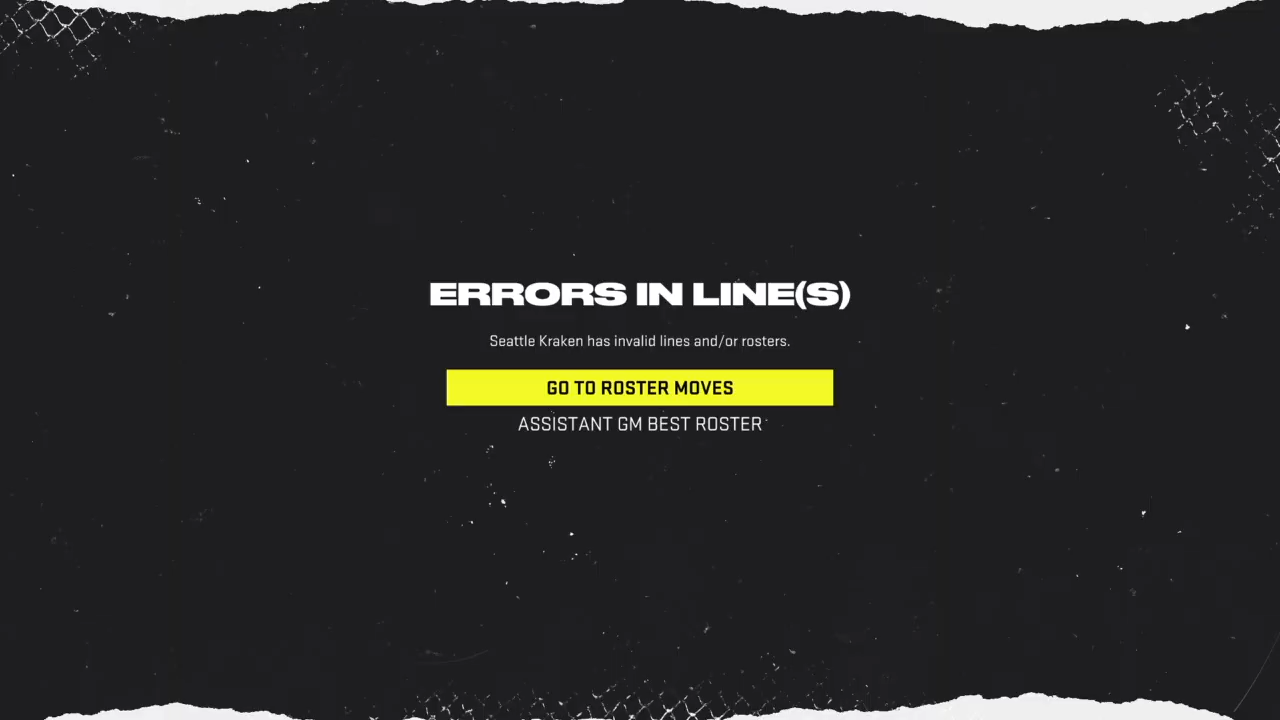 ERRORS IN LINE(S)
Seattle Kraken has invalid lines and/or rosters.
GO TO ROSTER MOVES
ASSISTANT GM BEST ROSTER